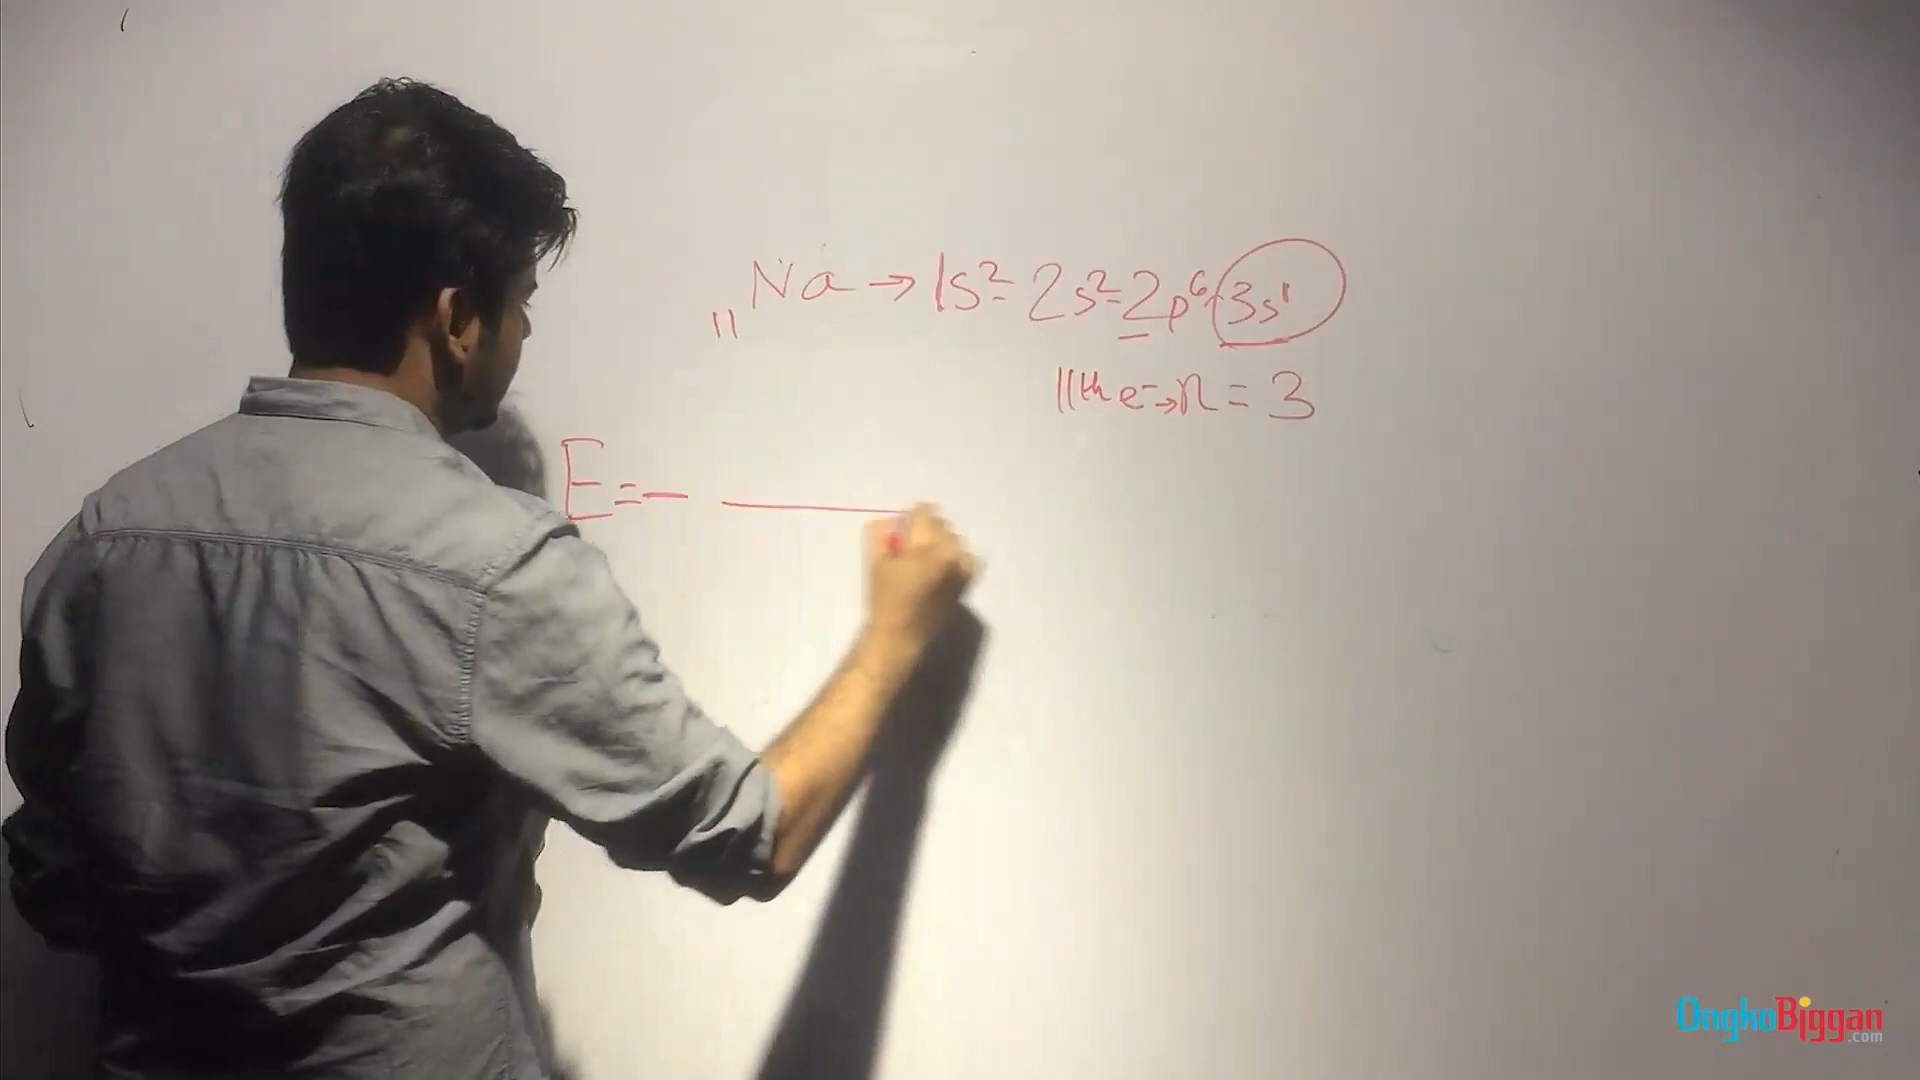 ₁₁Na → 1s² 2s² 2p⁶ 3s¹
11th e⁻ → n = 3
E = -
OngkoBiggan.com